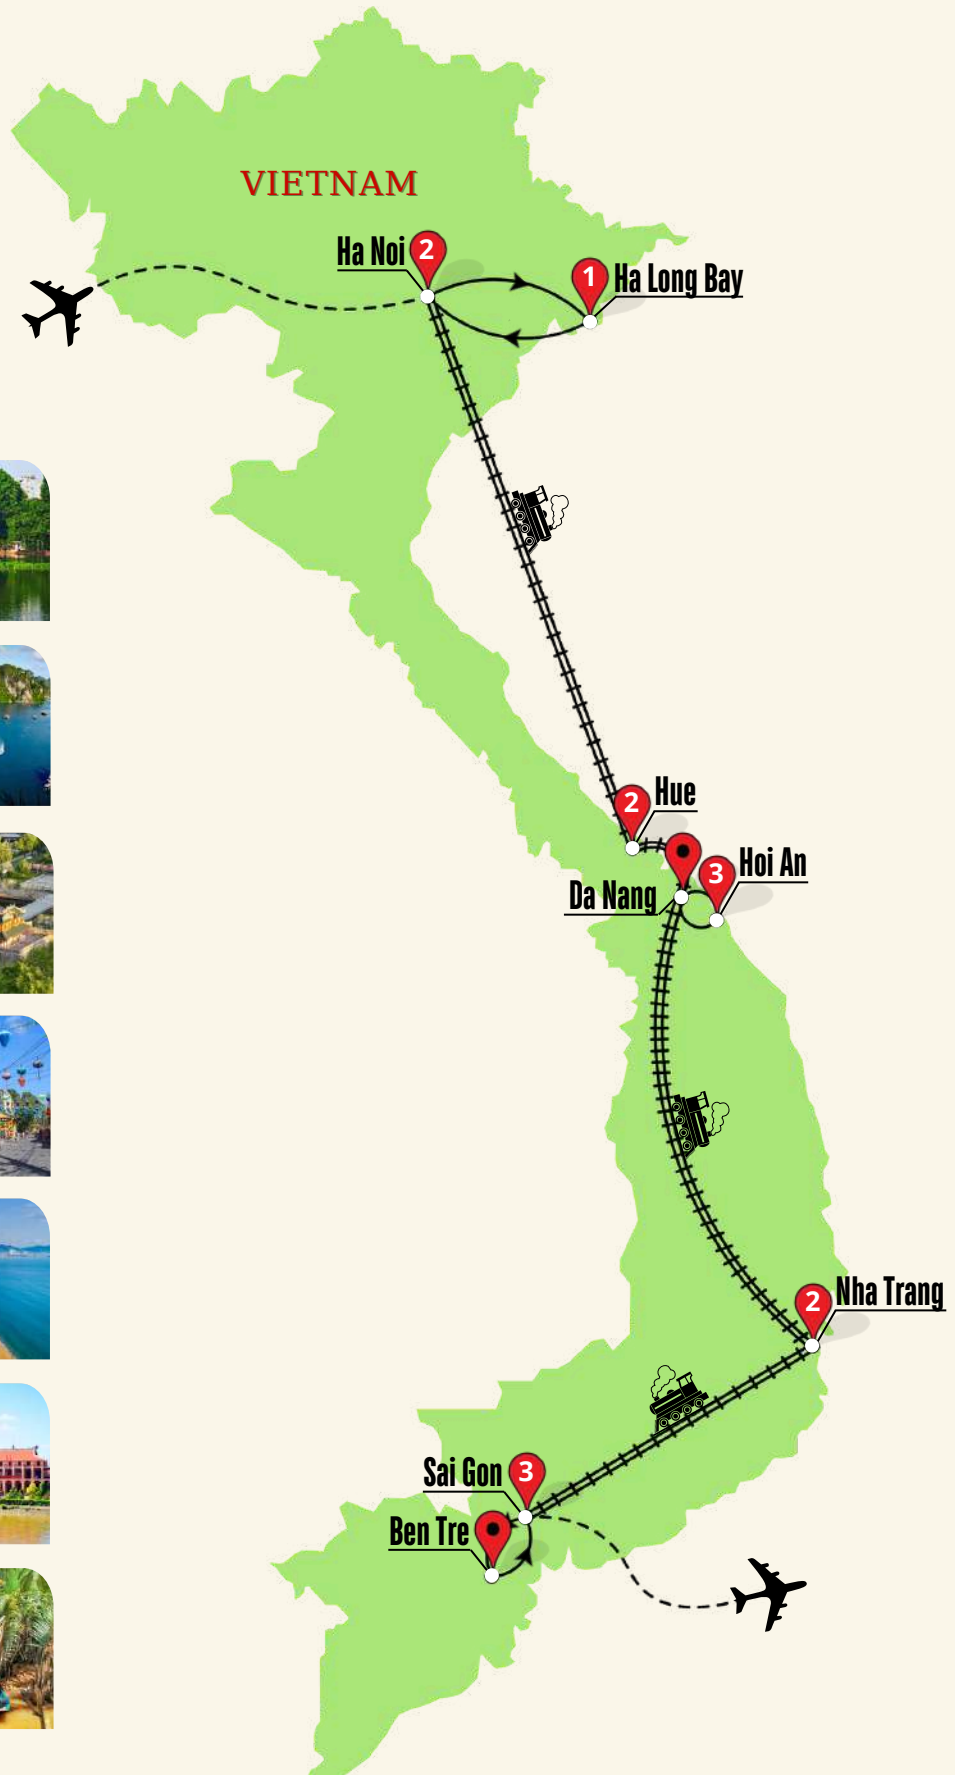 VIETNAM
Ha Noi
2
1
Ha Long Bay
2
Hue
3
Hoi An
Da Nang
2
Nha Trang
Sai Gon
3
Ben Tre